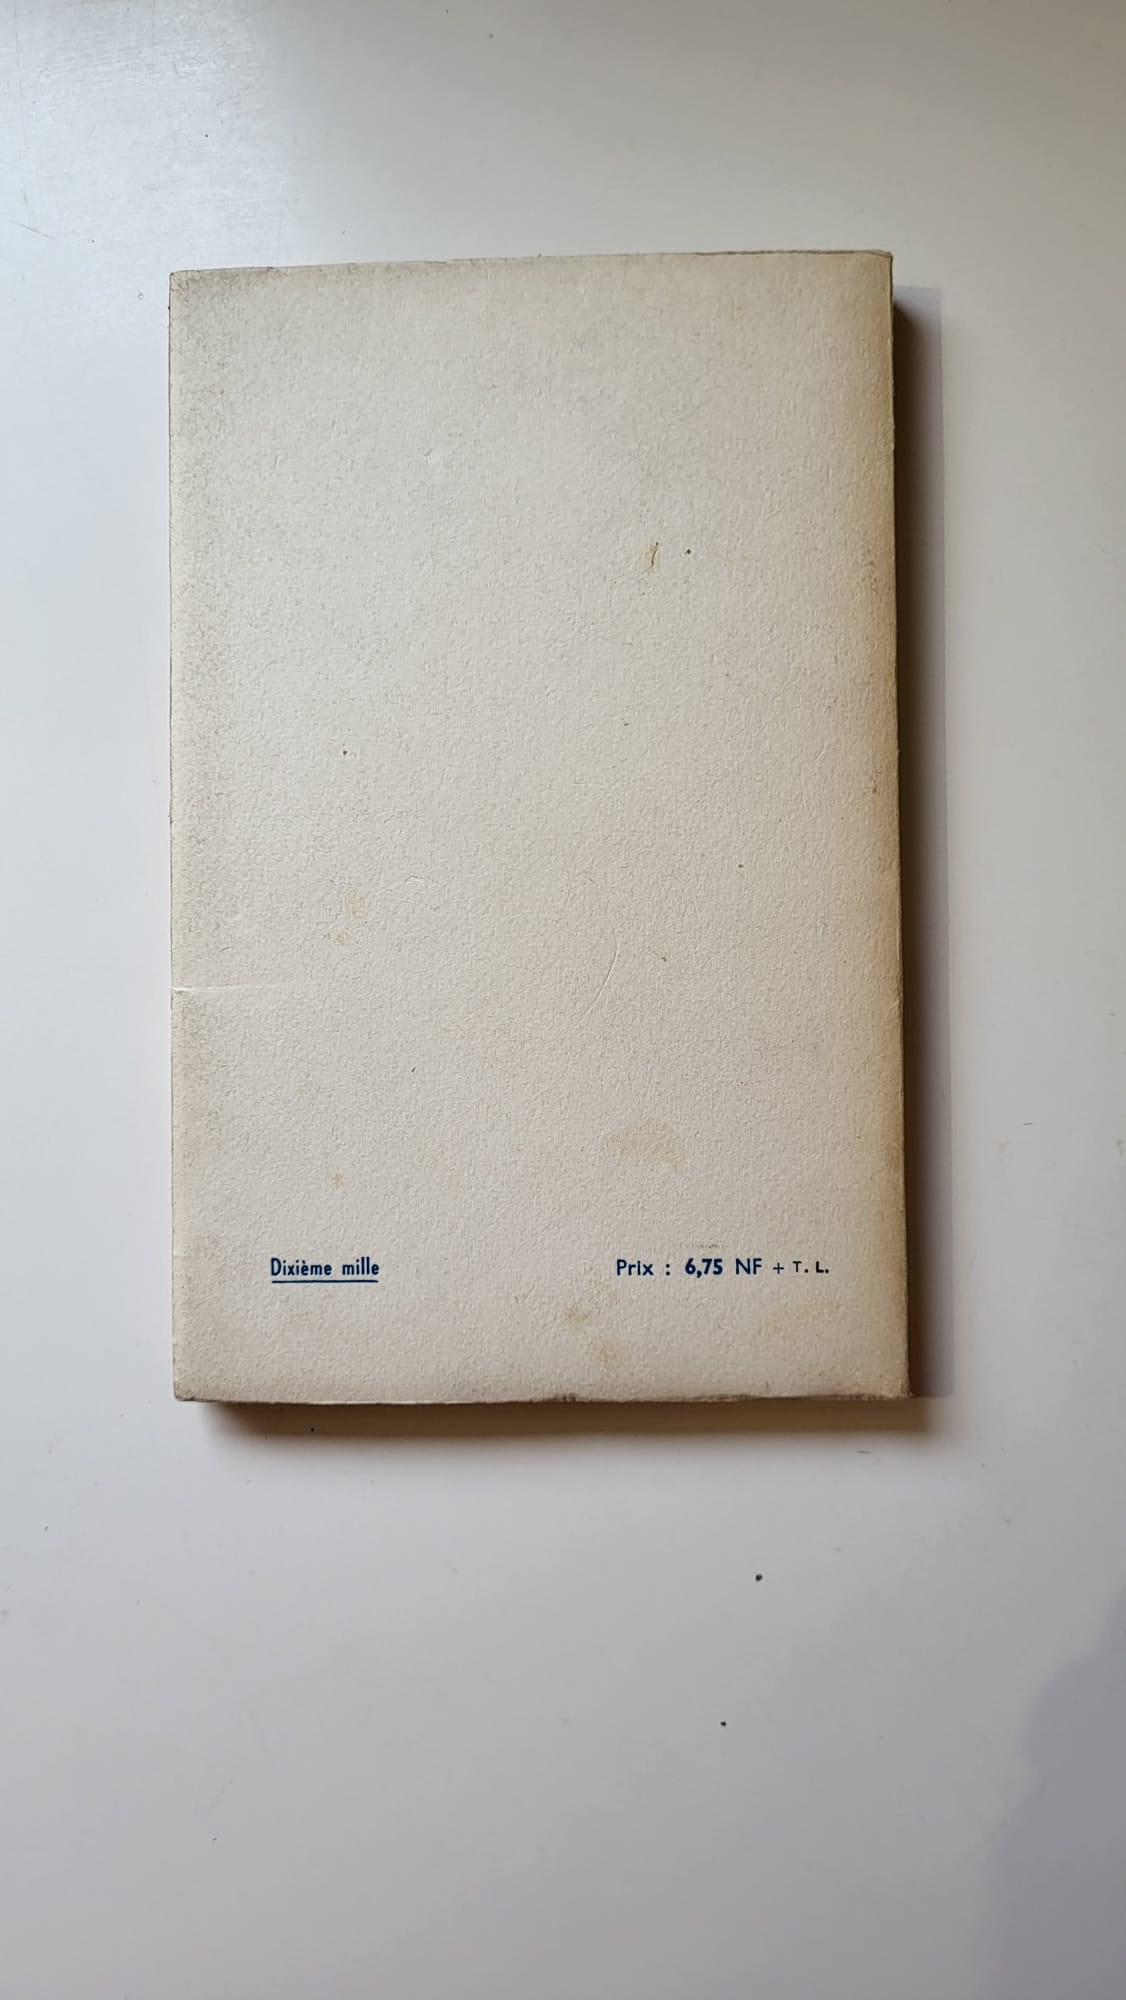 Dixième mille
Prix : 6,75 NF + T. L.